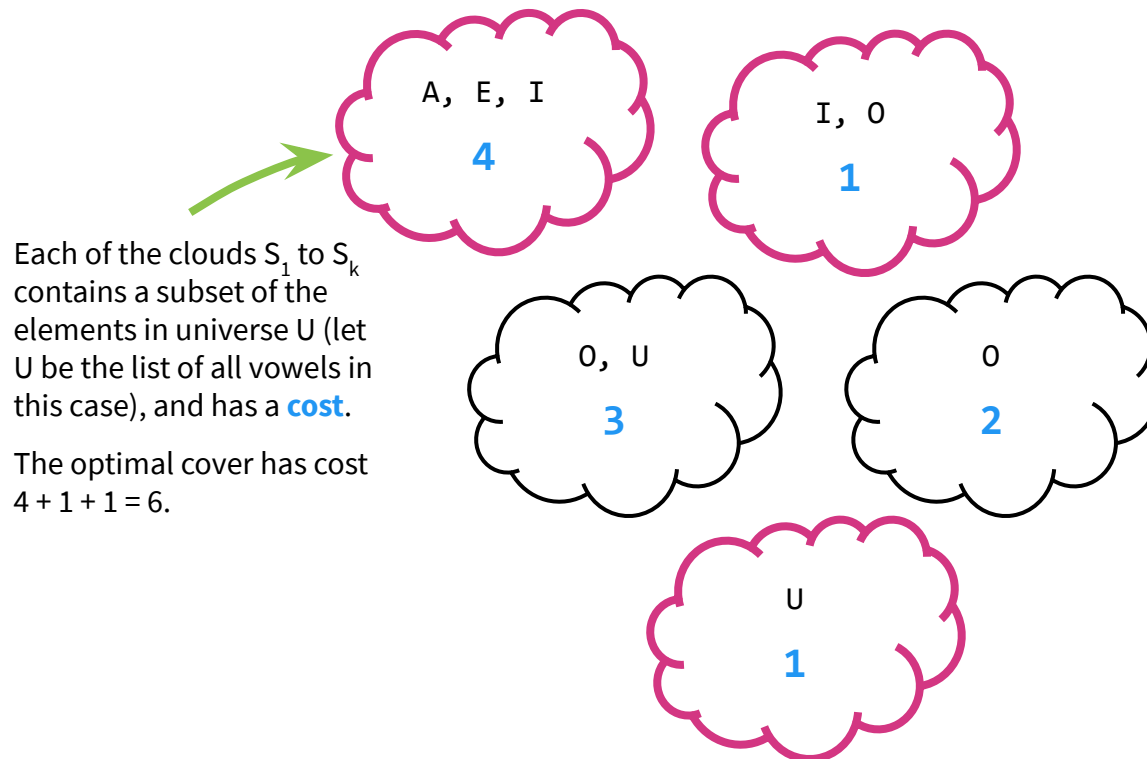 A, E, I
4
I, O
1
Each of the clouds S₁ to Sₖ
contains a subset of the
elements in universe U (let
U be the list of all vowels in
this case), and has a cost.
The optimal cover has cost
4 + 1 + 1 = 6.
O, U
3
O
2
U
1